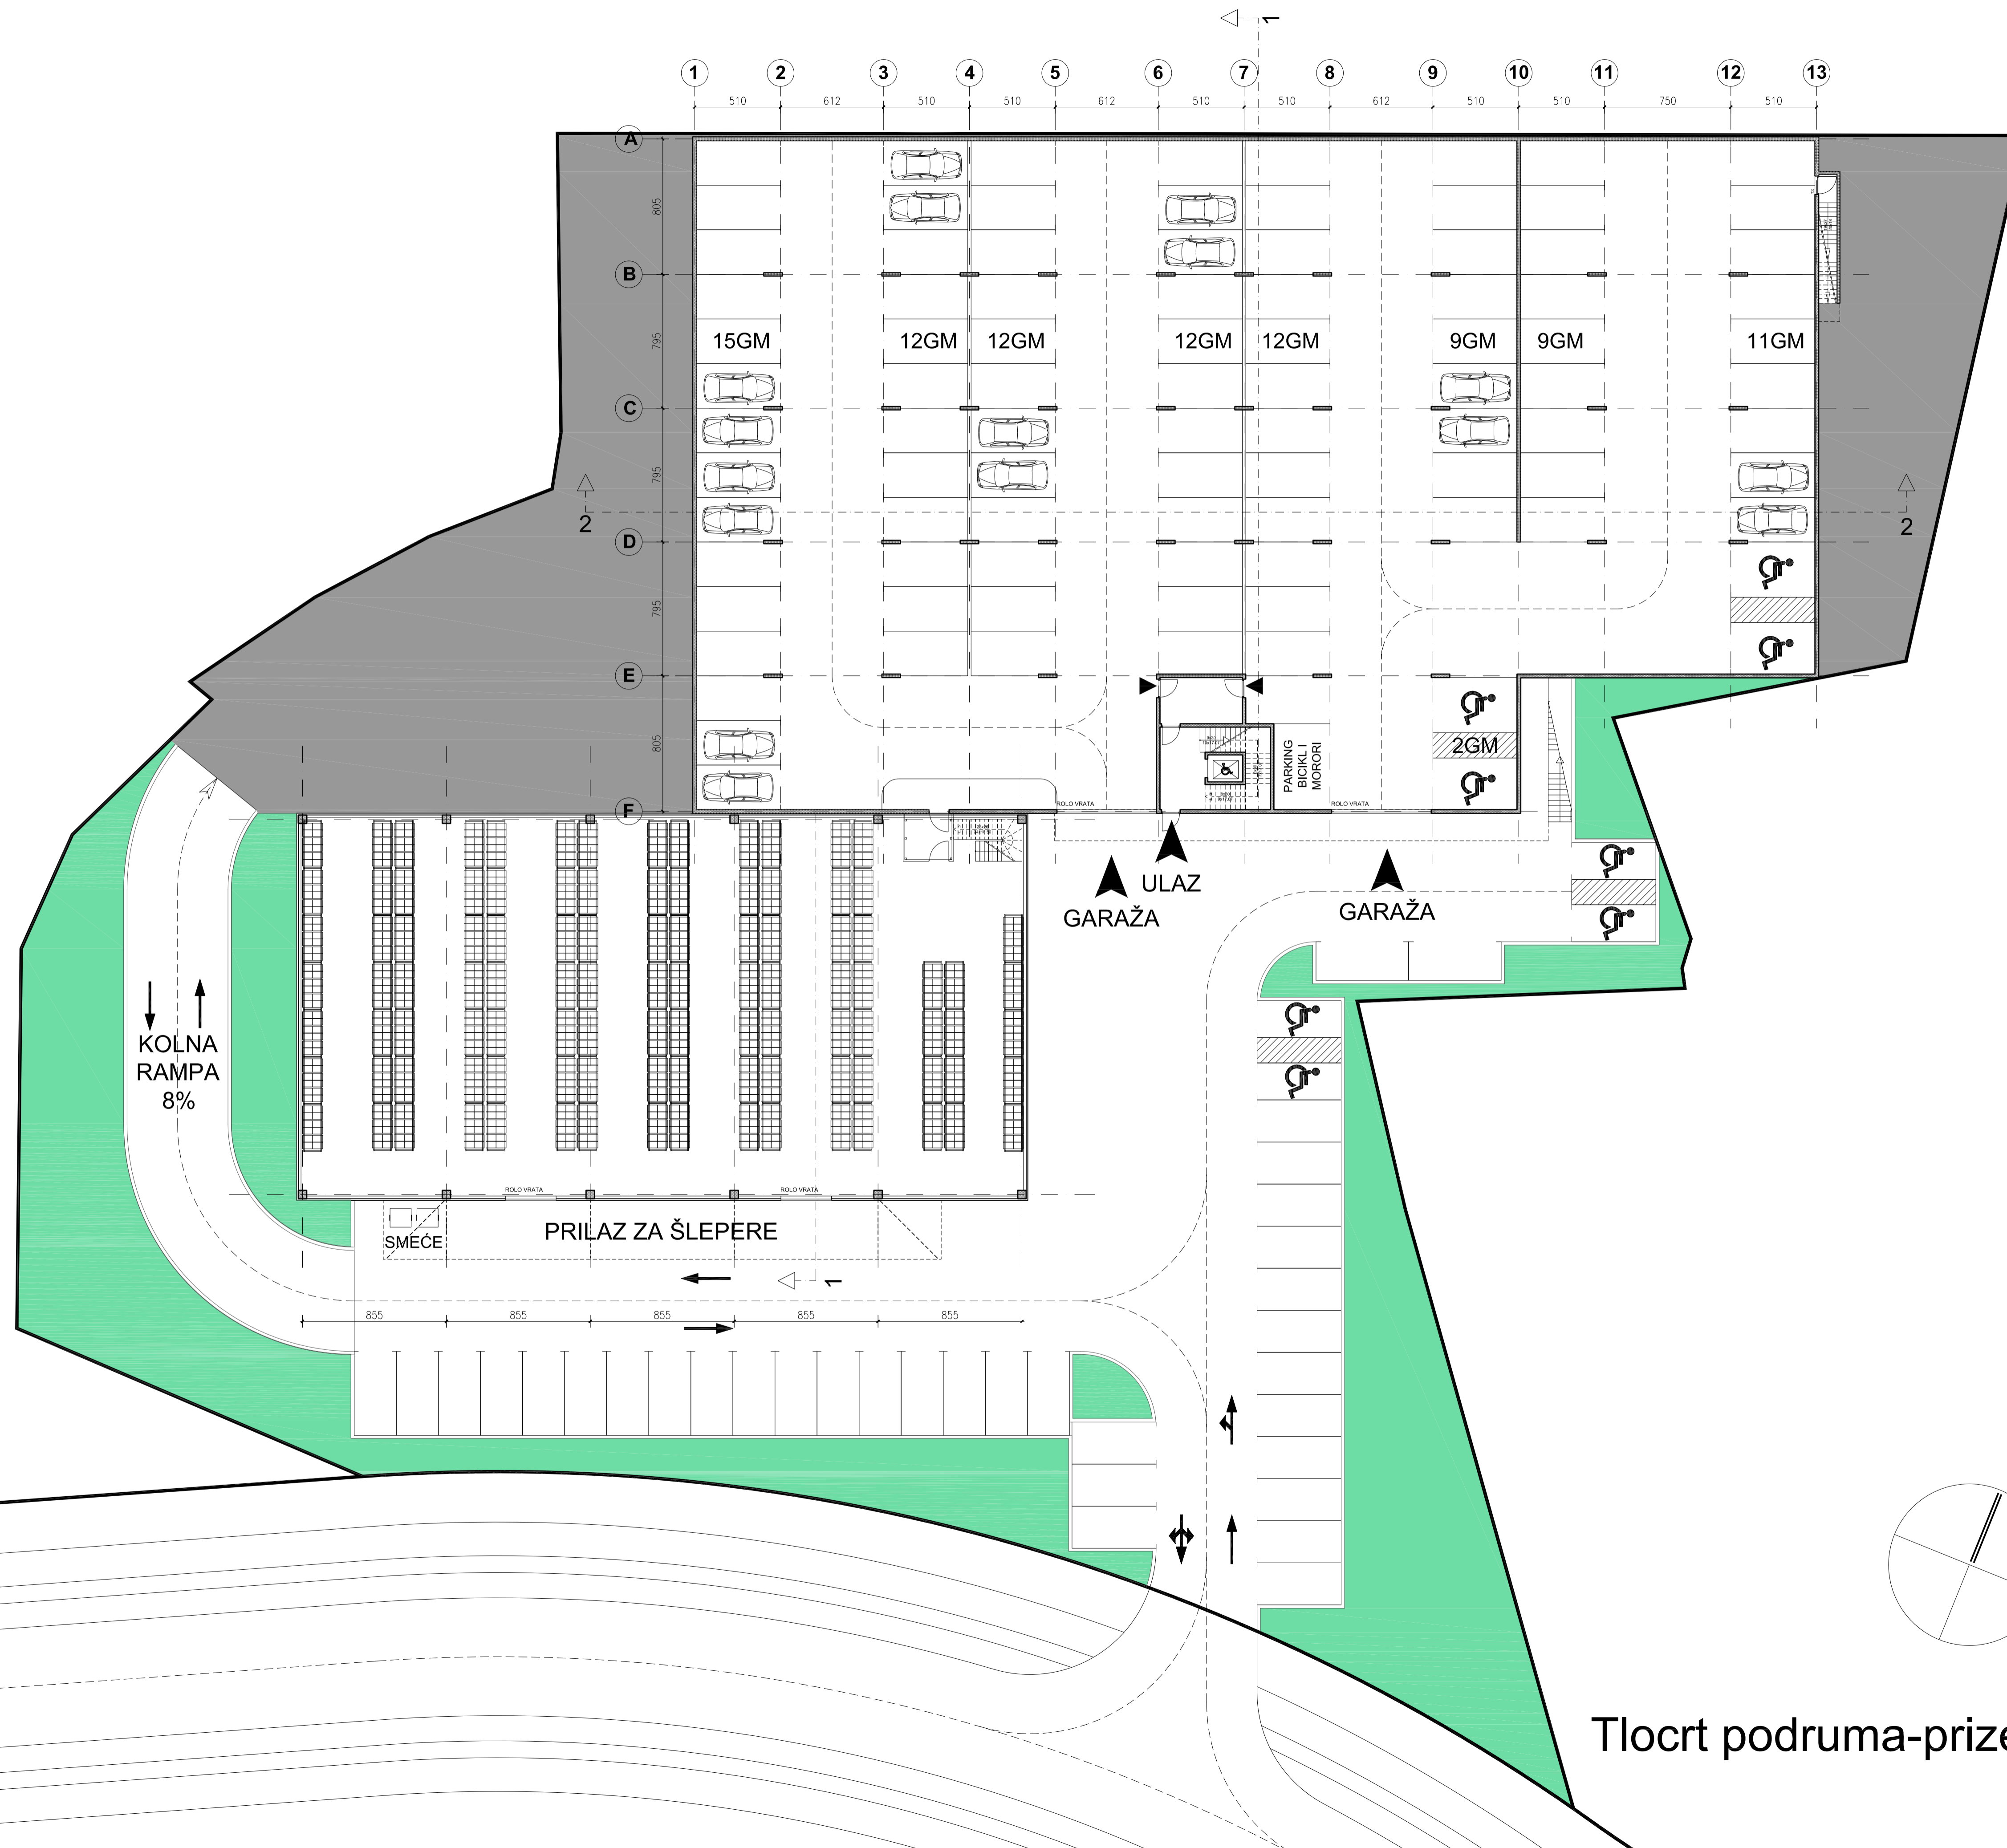 1
1 2 3 4 5 6 7 8 9 10 11 12 13
510 612 510 510 612 510 510 612 510 510 750 510
A
805
B
795
15GM 12GM 12GM 12GM 12GM 9GM 9GM 11GM
C
795
2 2
D
795
E
805
2GM
PARKING
BICIKLI I
MORORI
F
ROLO VRATA ROLO VRATA
ULAZ
GARAŽA GARAŽA
KOLNA
RAMPA
8%
ROLO VRATA ROLO VRATA
SMEĆE PRILAZ ZA ŠLEPERE
1
855 855 855 855 855
Tlocrt podruma-prize